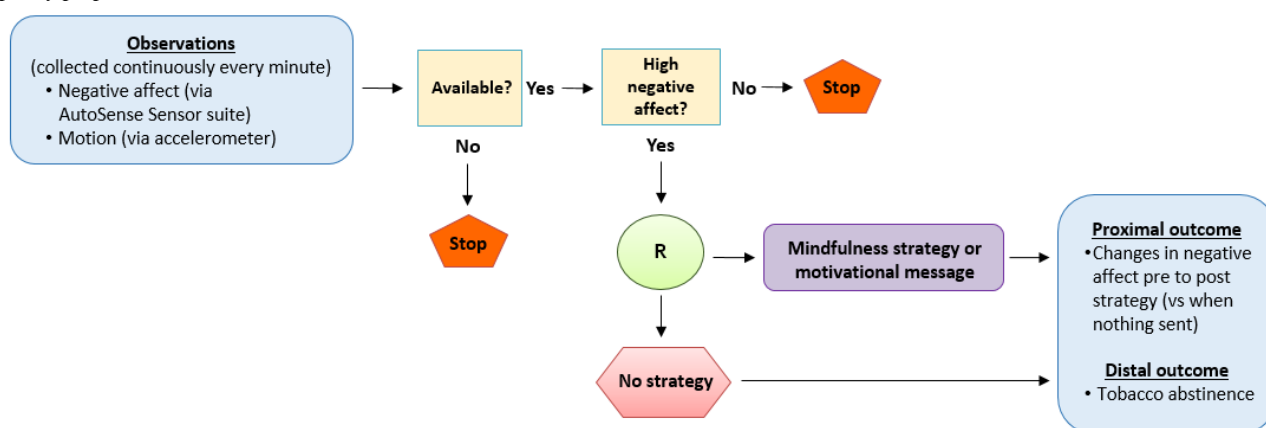 Observations
(collected continuously every minute)
• Negative affect (via
AutoSense Sensor suite)
• Motion (via accelerometer)
Available?
Yes
High
negative
affect?
No
Stop
No
Yes
Stop
R
Mindfulness strategy or
motivational message
No strategy
Proximal outcome
•Changes in negative
affect pre to post
strategy (vs when
nothing sent)
Distal outcome
• Tobacco abstinence